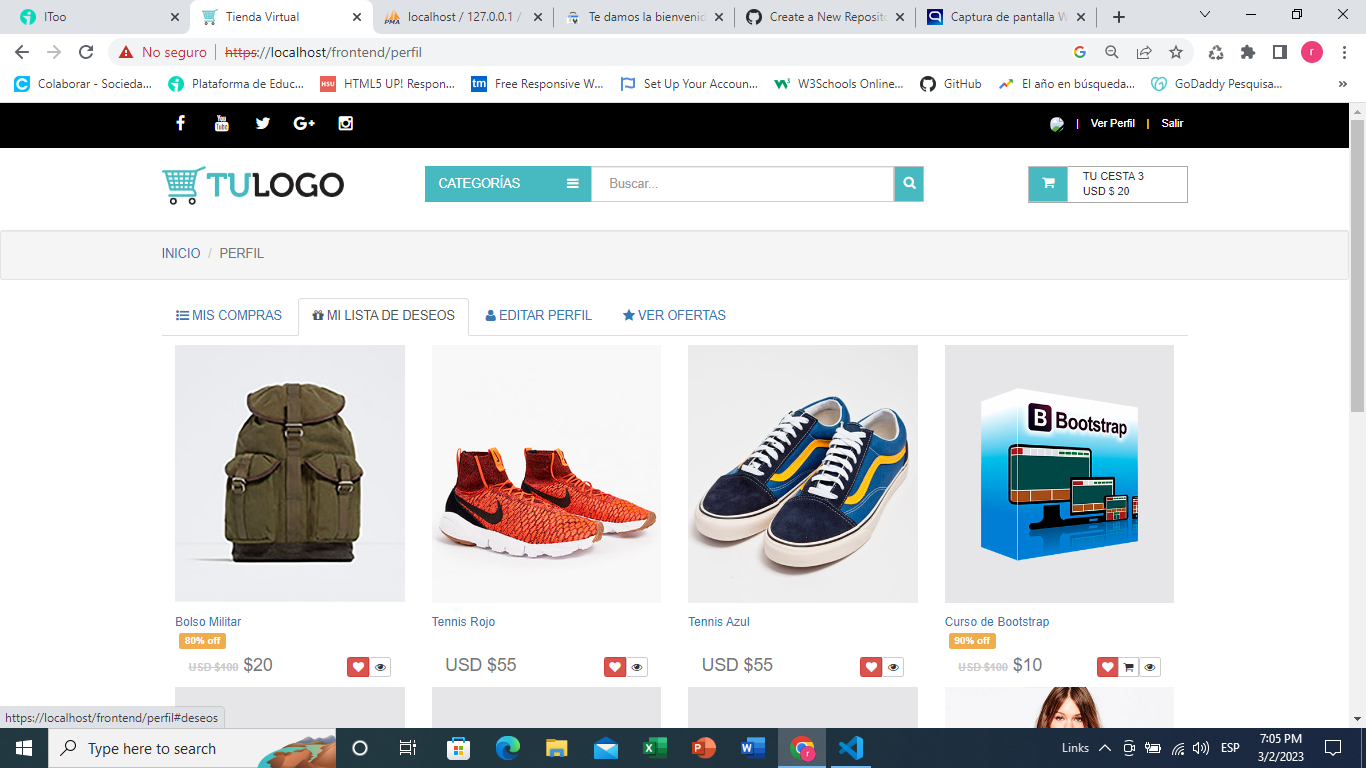 IToo
Tienda Virtual
localhost / 127.0.0.1 /
Te damos la bienvenid
Create a New Reposit
Captura de pantalla W
No seguro
https://localhost/frontend/perfil
r
Colaborar - Socieda...
Plataforma de Educ...
HTML5 UP! Respon...
Free Responsive W...
Set Up Your Accoun...
W3Schools Online...
GitHub
El año en búsqueda...
GoDaddy Pesquisa...
| Ver Perfil | Salir
TULOGO
CATEGORÍAS
Buscar...
TU CESTA 3
USD $ 20
INICIO / PERFIL
MIS COMPRAS
MI LISTA DE DESEOS
EDITAR PERFIL
VER OFERTAS
B Bootstrap
Bolso Militar
80% off
USD $100 $20
Tennis Rojo
USD $55
Tennis Azul
USD $55
Curso de Bootstrap
90% off
USD $100 $10
https://localhost/frontend/perfil#deseos
Type here to search
Links
ESP
7:05 PM
3/2/2023